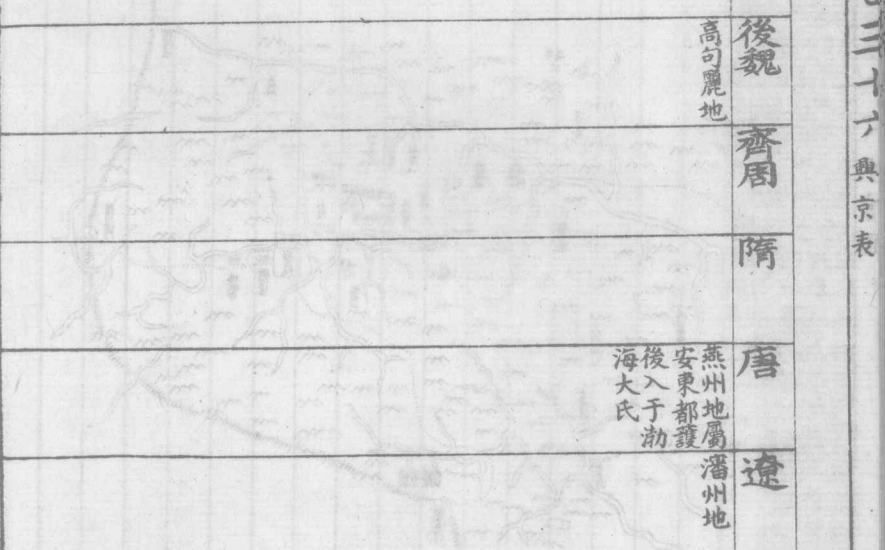 三十六 興京表
後魏
高句麗地
齊周
隋
唐
燕州地屬
安東都護
後入于渤
海大氏
遼
瀋州地